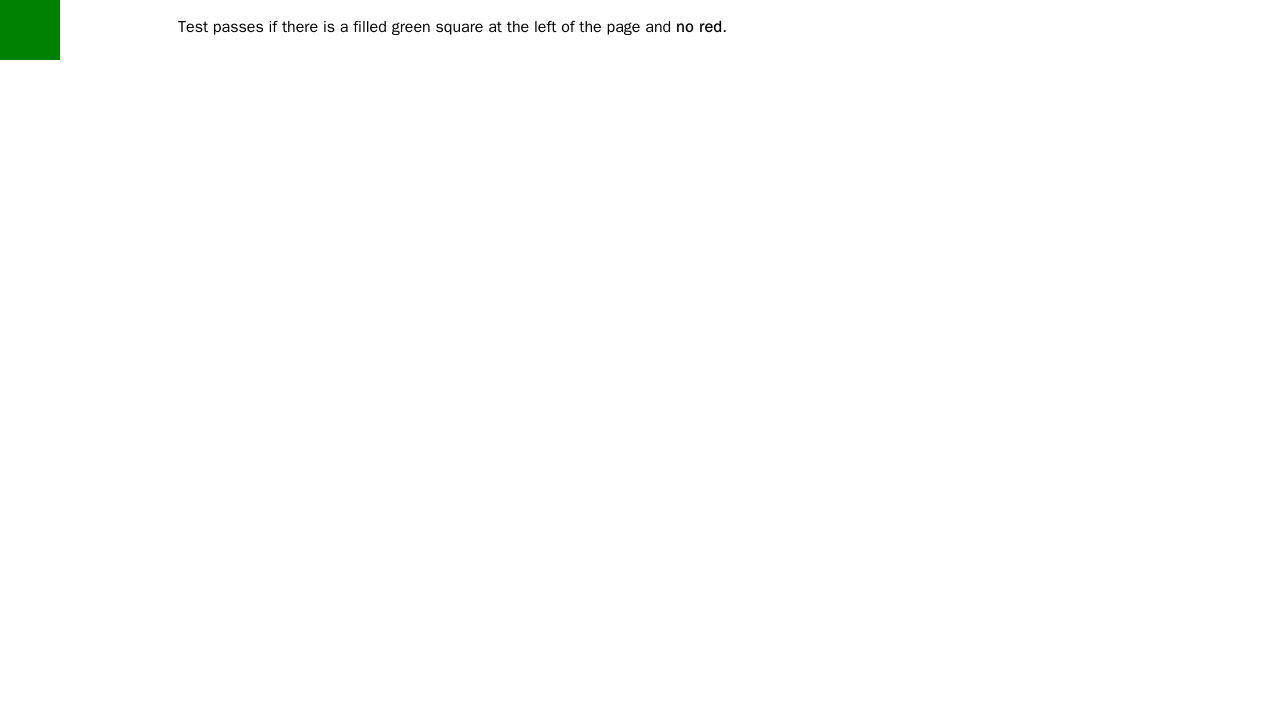 Test passes if there is a filled green square at the left of the page and no red.